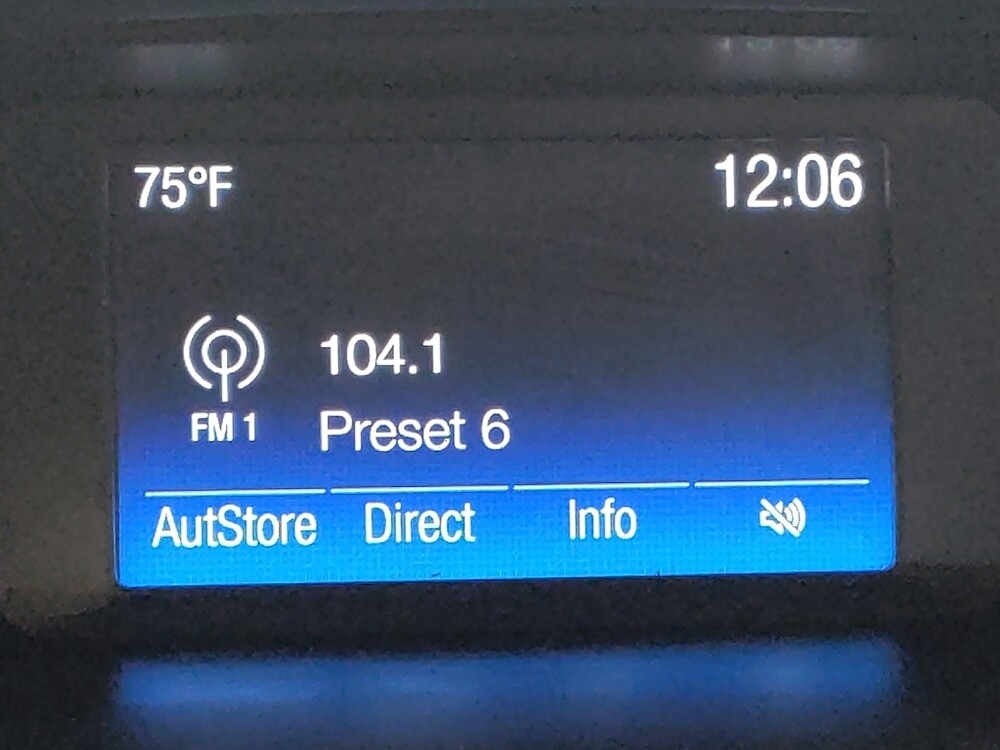 75°F 12:06
104.1
FM 1 Preset 6
AutStore Direct Info